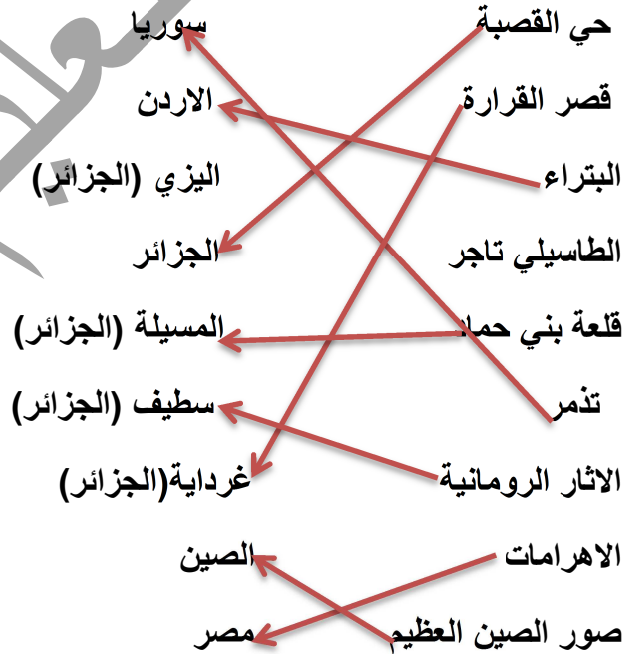 حي القصبة سوريا
قصر القرارة الاردن
البتراء اليزي (الجزائر)
الطاسيلي تاجر الجزائر
قلعة بني حماد المسيلة (الجزائر)
تذمر سطيف (الجزائر)
الاثار الرومانية غرداية(الجزائر)
الاهرامات الصين
صور الصين العظيم مصر